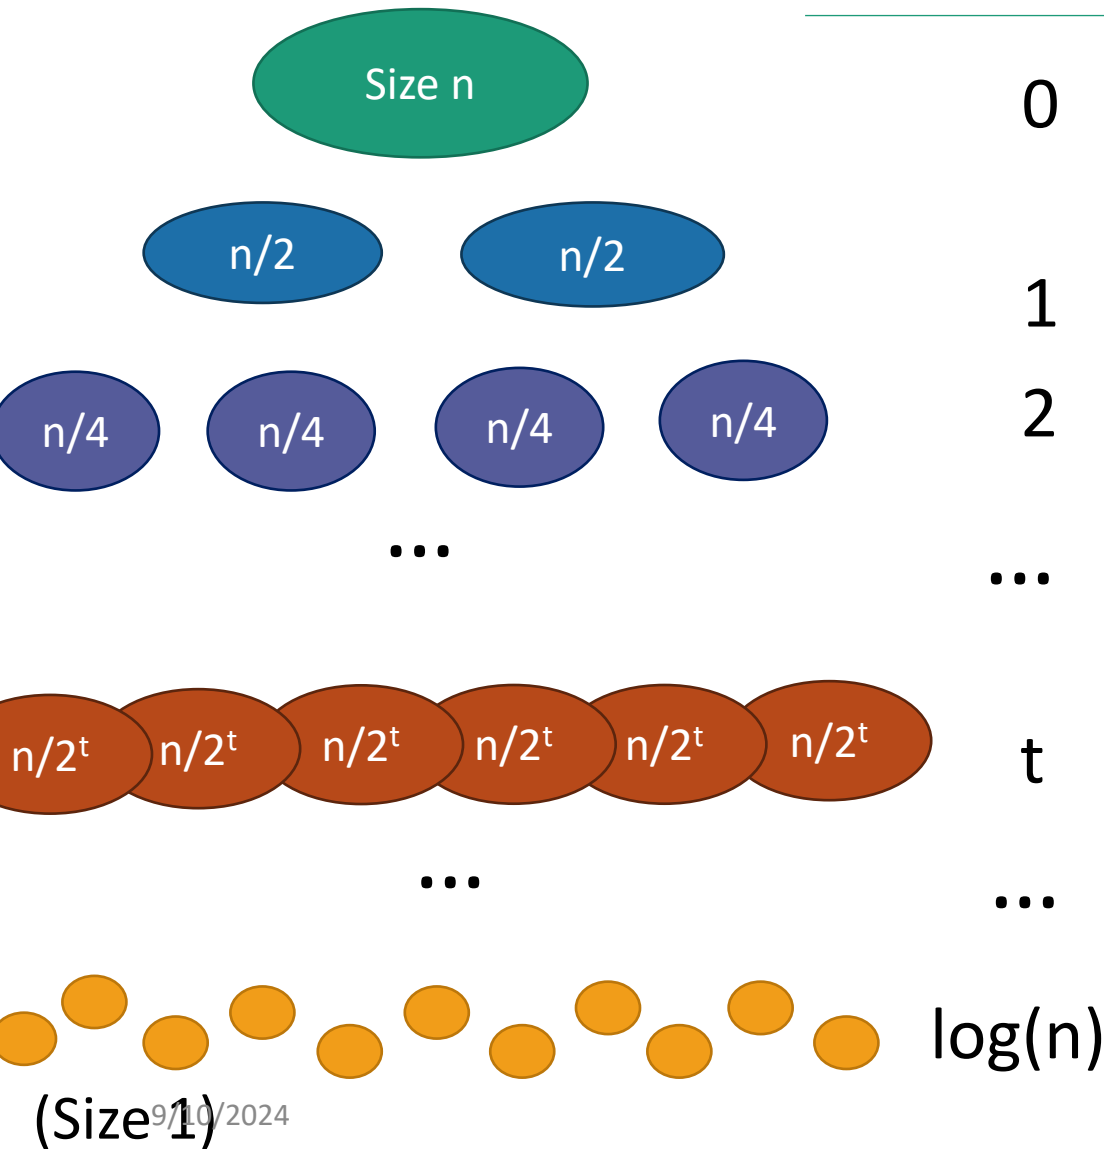 Size n 0
n/2 n/2
1
n/4 n/4 n/4 n/4 2
...
...
n/2ᵗ n/2ᵗ n/2ᵗ n/2ᵗ n/2ᵗ n/2ᵗ t
...
...
log(n)
(Size 1)
9/10/2024